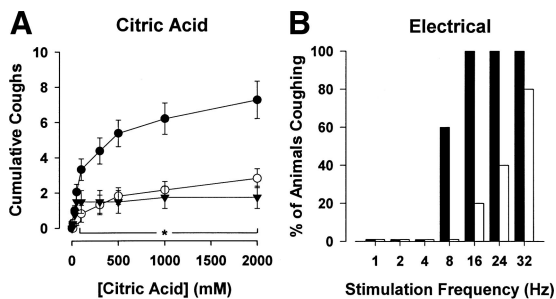 A
Citric Acid
Cumulative Coughs
10
8
6
4
2
0
*
0 500 1000 1500 2000
[Citric Acid] (mM)
B
Electrical
% of Animals Coughing
100
80
60
40
20
0
1 2 4 8 16 24 32
Stimulation Frequency (Hz)